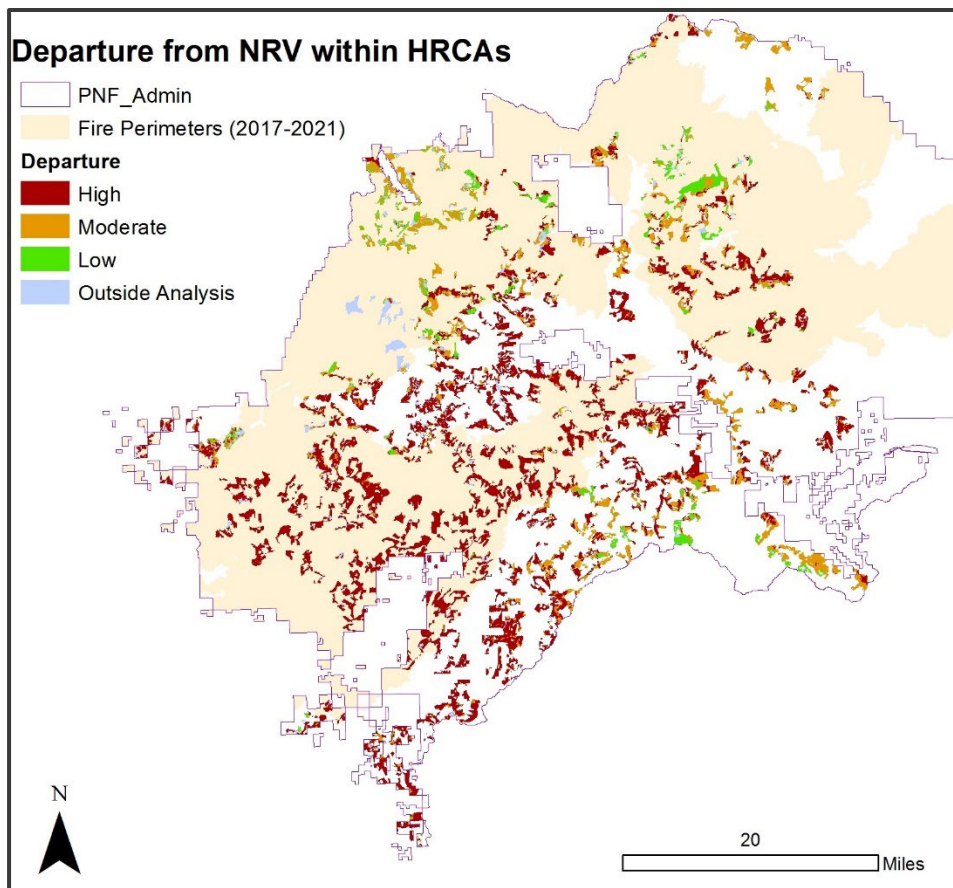 Departure from NRV within HRCAs
PNF_Admin
Fire Perimeters (2017-2021)
Departure
High
Moderate
Low
Outside Analysis
N
20
Miles